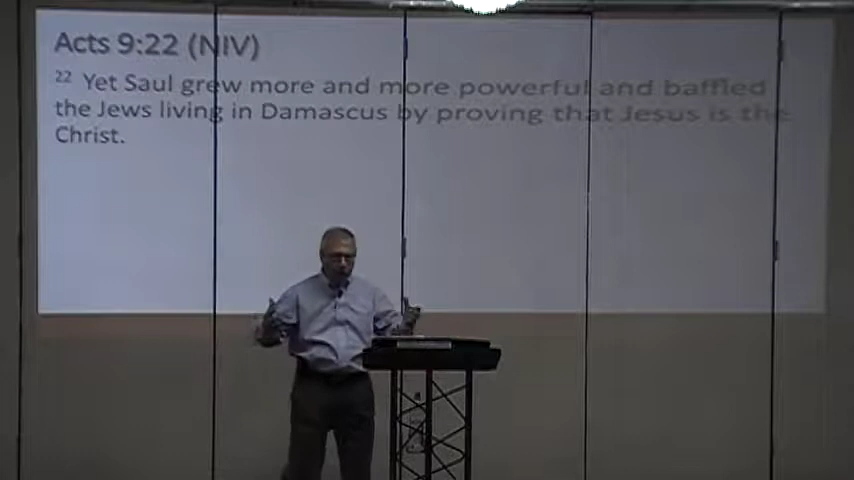 Acts 9:22 (NIV)
22 Yet Saul grew more and more powerful and baffled
the Jews living in Damascus by proving that Jesus is the
Christ.